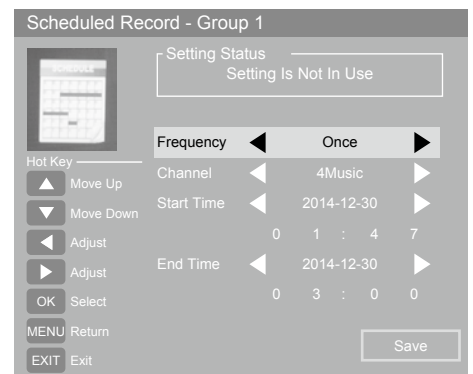 Scheduled Record - Group 1
SCHEDULE
Setting Status
Setting Is Not In Use
Frequency Once
Channel 4Music
Start Time 2014-12-30
0 1 : 4 7
End Time 2014-12-30
0 3 : 0 0
Save
Hot Key
Move Up
Move Down
Adjust
Adjust
OK Select
MENU Return
EXIT Exit